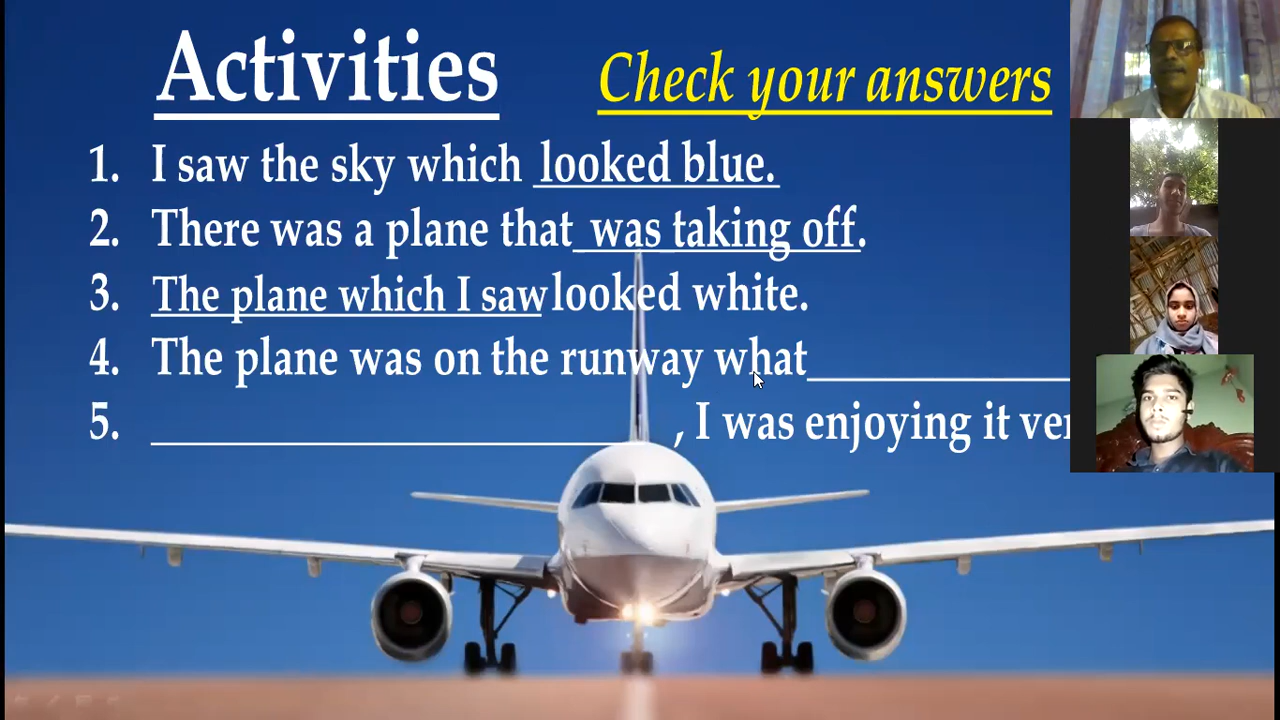 Activities
Check your answers
1. I saw the sky which looked blue.
2. There was a plane that was taking off.
3. The plane which I saw looked white.
4. The plane was on the runway what
5. , I was enjoying it